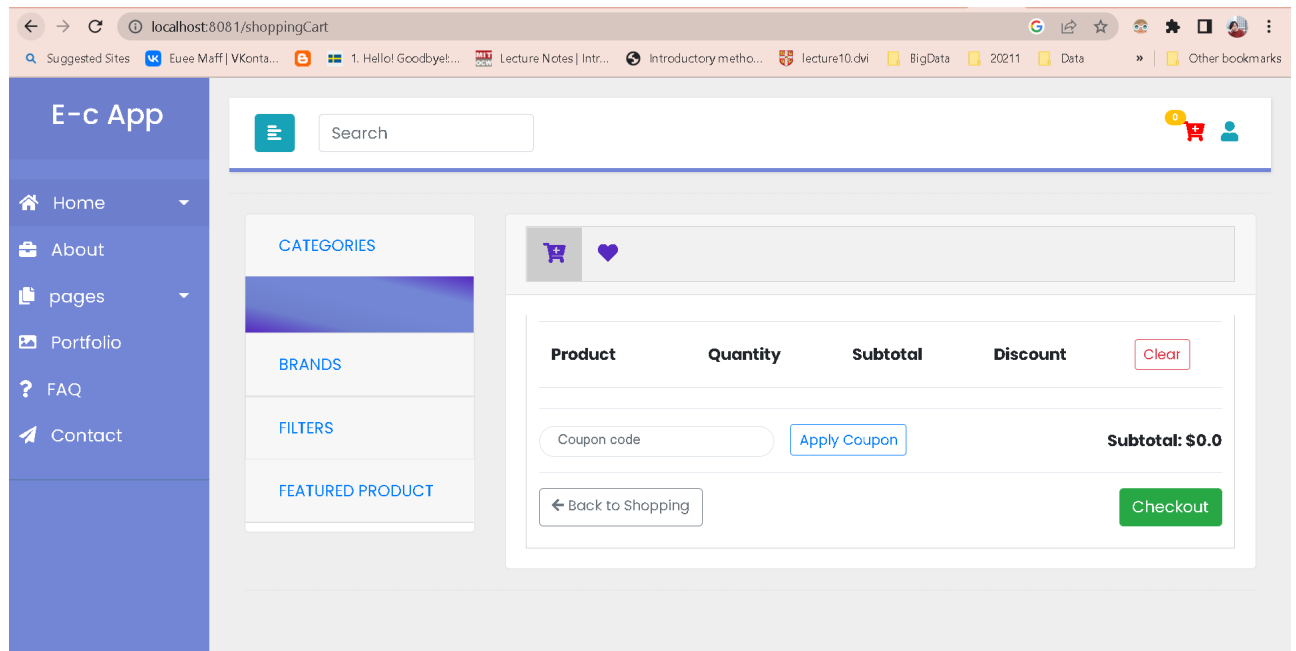 localhost:8081/shoppingCart
Suggested Sites Euee Maff | VKonta... 1. Hello! Goodbye!:... Lecture Notes | Intr... Introductory metho... lecture10.dvi BigData 20211 Data » Other bookmarks
E-c App
Search
0
Home
About
pages
Portfolio
FAQ
Contact
CATEGORIES
BRANDS
FILTERS
FEATURED PRODUCT
Product Quantity Subtotal Discount Clear
Coupon code Apply Coupon Subtotal: $0.0
Back to Shopping Checkout